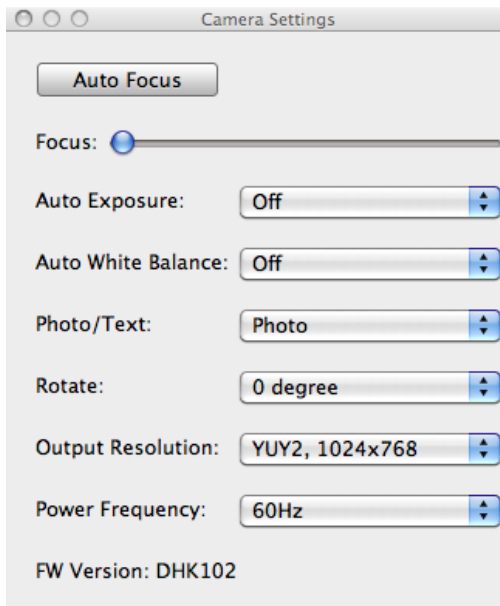 Camera Settings
Auto Focus
Focus:
Auto Exposure: Off
Auto White Balance: Off
Photo/Text: Photo
Rotate: 0 degree
Output Resolution: YUY2, 1024x768
Power Frequency: 60Hz
FW Version: DHK102